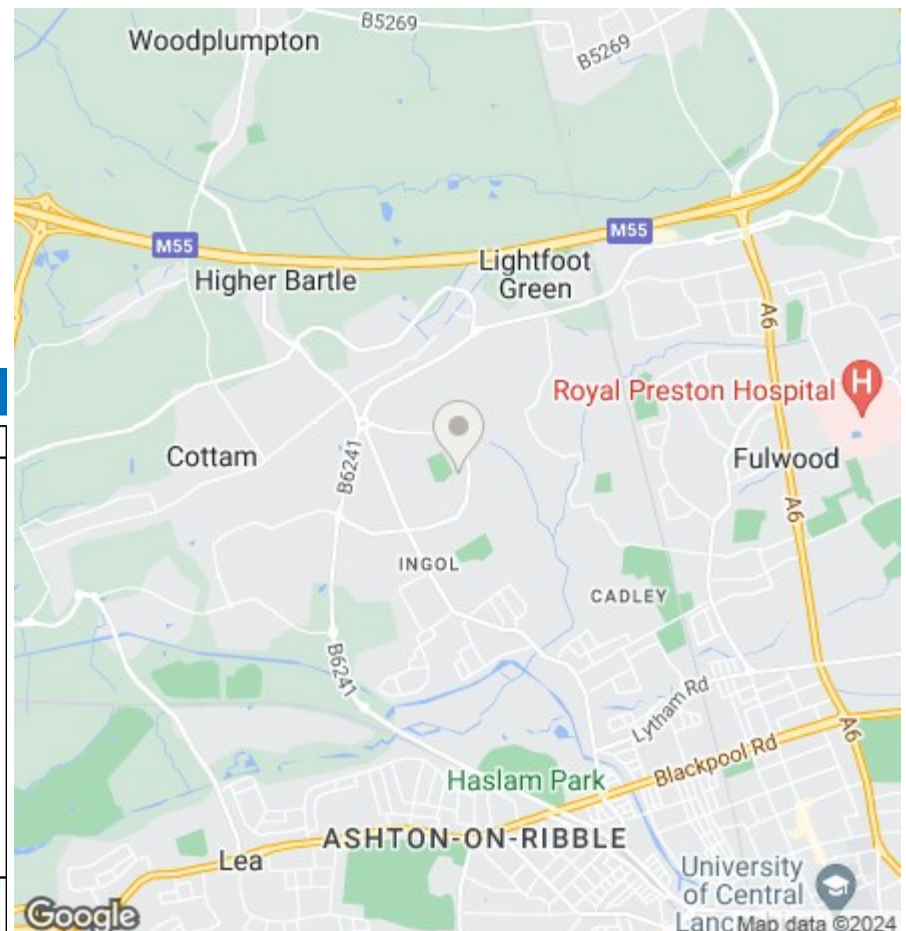 B5269
Woodplumpton
B5269
M55
M55
Lightfoot
Green
Higher Bartle
A6
Royal Preston Hospital
H
Cottam
B6241
Fulwood
A6
INGOL
CADLEY
B6241
Lytham Rd
A6
Blackpool Rd
Haslam Park
ASHTON-ON-RIBBLE
Lea
University
of Central
Google
Map data ©2024